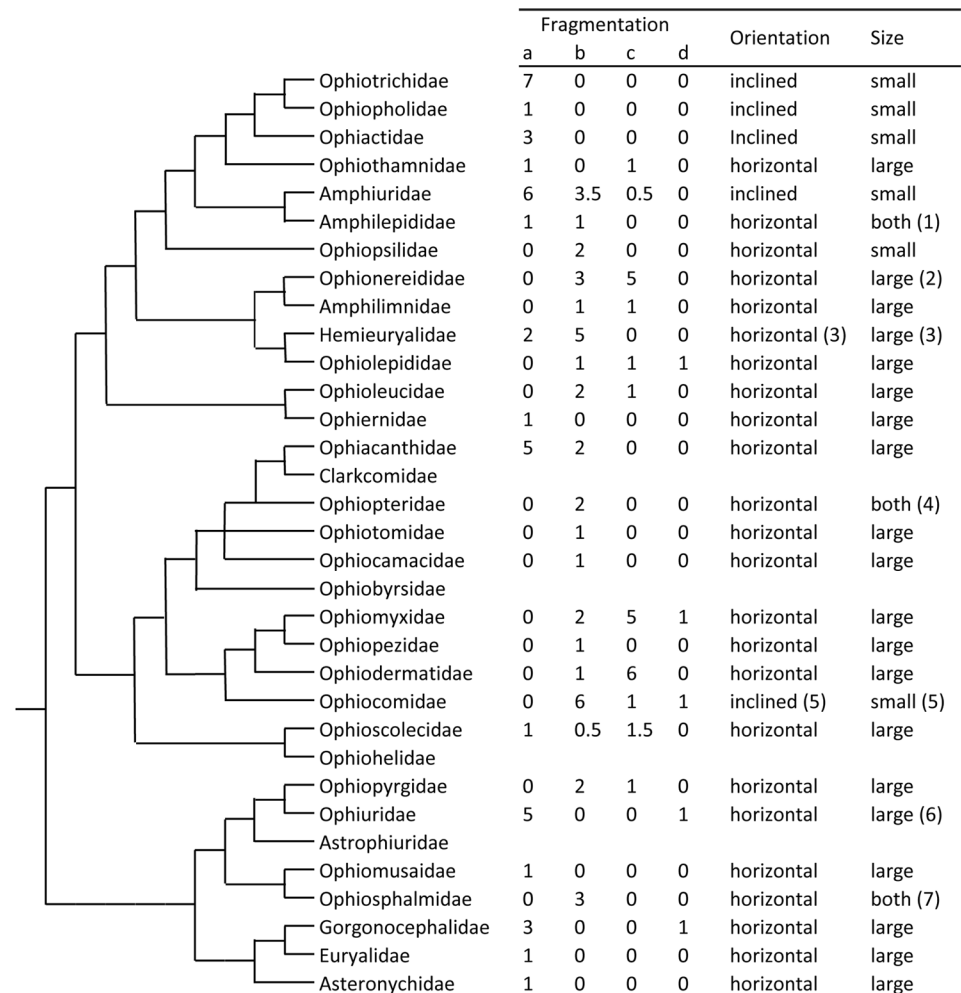 Fragmentation Orientation Size
a b c d
Ophiotrichidae 7 0 0 0 inclined small
Ophiopholidae 1 0 0 0 inclined small
Ophiactidae 3 0 0 0 Inclined small
Ophiothamnidae 1 0 1 0 horizontal large
Amphiuridae 6 3.5 0.5 0 inclined small
Amphilepididae 1 1 0 0 horizontal both (1)
Ophiopsilidae 0 2 0 0 horizontal small
Ophionereididae 0 3 5 0 horizontal large (2)
Amphilimnidae 0 1 1 0 horizontal large
Hemieuryalidae 2 5 0 0 horizontal (3) large (3)
Ophiolepididae 0 1 1 1 horizontal large
Ophioleucidae 0 2 1 0 horizontal large
Ophiernidae 1 0 0 0 horizontal large
Ophiacanthidae 5 2 0 0 horizontal large
Clarkcomidae
Ophiopteridae 0 2 0 0 horizontal both (4)
Ophiotomidae 0 1 0 0 horizontal large
Ophiocamacidae 0 1 0 0 horizontal large
Ophiobyrsidae
Ophiomyxidae 0 2 5 1 horizontal large
Ophiopezidae 0 1 0 0 horizontal large
Ophiodermatidae 0 1 6 0 horizontal large
Ophiocomidae 0 6 1 1 inclined (5) small (5)
Ophioscolecidae 1 0.5 1.5 0 horizontal large
Ophiohelidae
Ophiopyrgidae 0 2 1 0 horizontal large
Ophiuridae 5 0 0 1 horizontal large (6)
Astrophiuridae
Ophiomusaidae 1 0 0 0 horizontal large
Ophiosphalmidae 0 3 0 0 horizontal both (7)
Gorgonocephalidae 3 0 0 1 horizontal large
Euryalidae 1 0 0 0 horizontal large
Asteronychidae 1 0 0 0 horizontal large